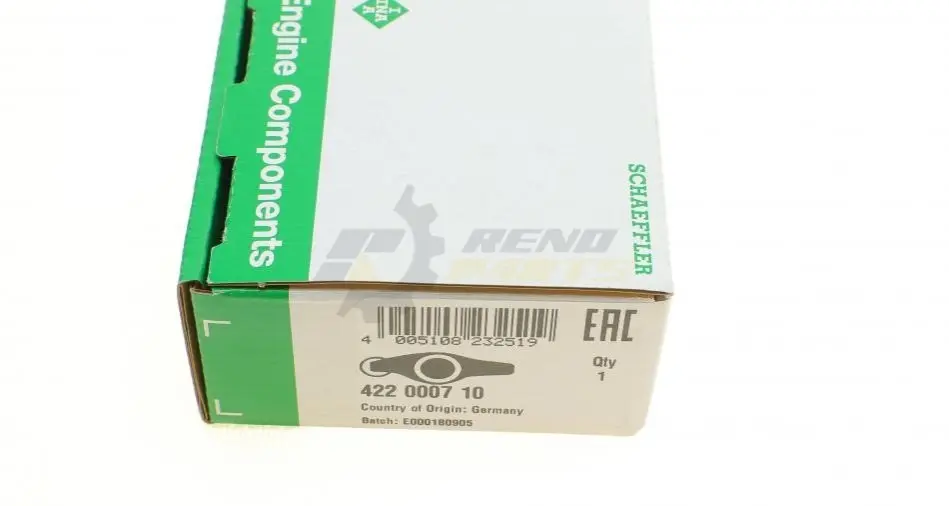 INA
Engine Components
SCHAEFFLER
RENO
PARTS
4 005108 232519
EAC
Qty
1
422 0007 10
Country of Origin: Germany
Batch: E000180905